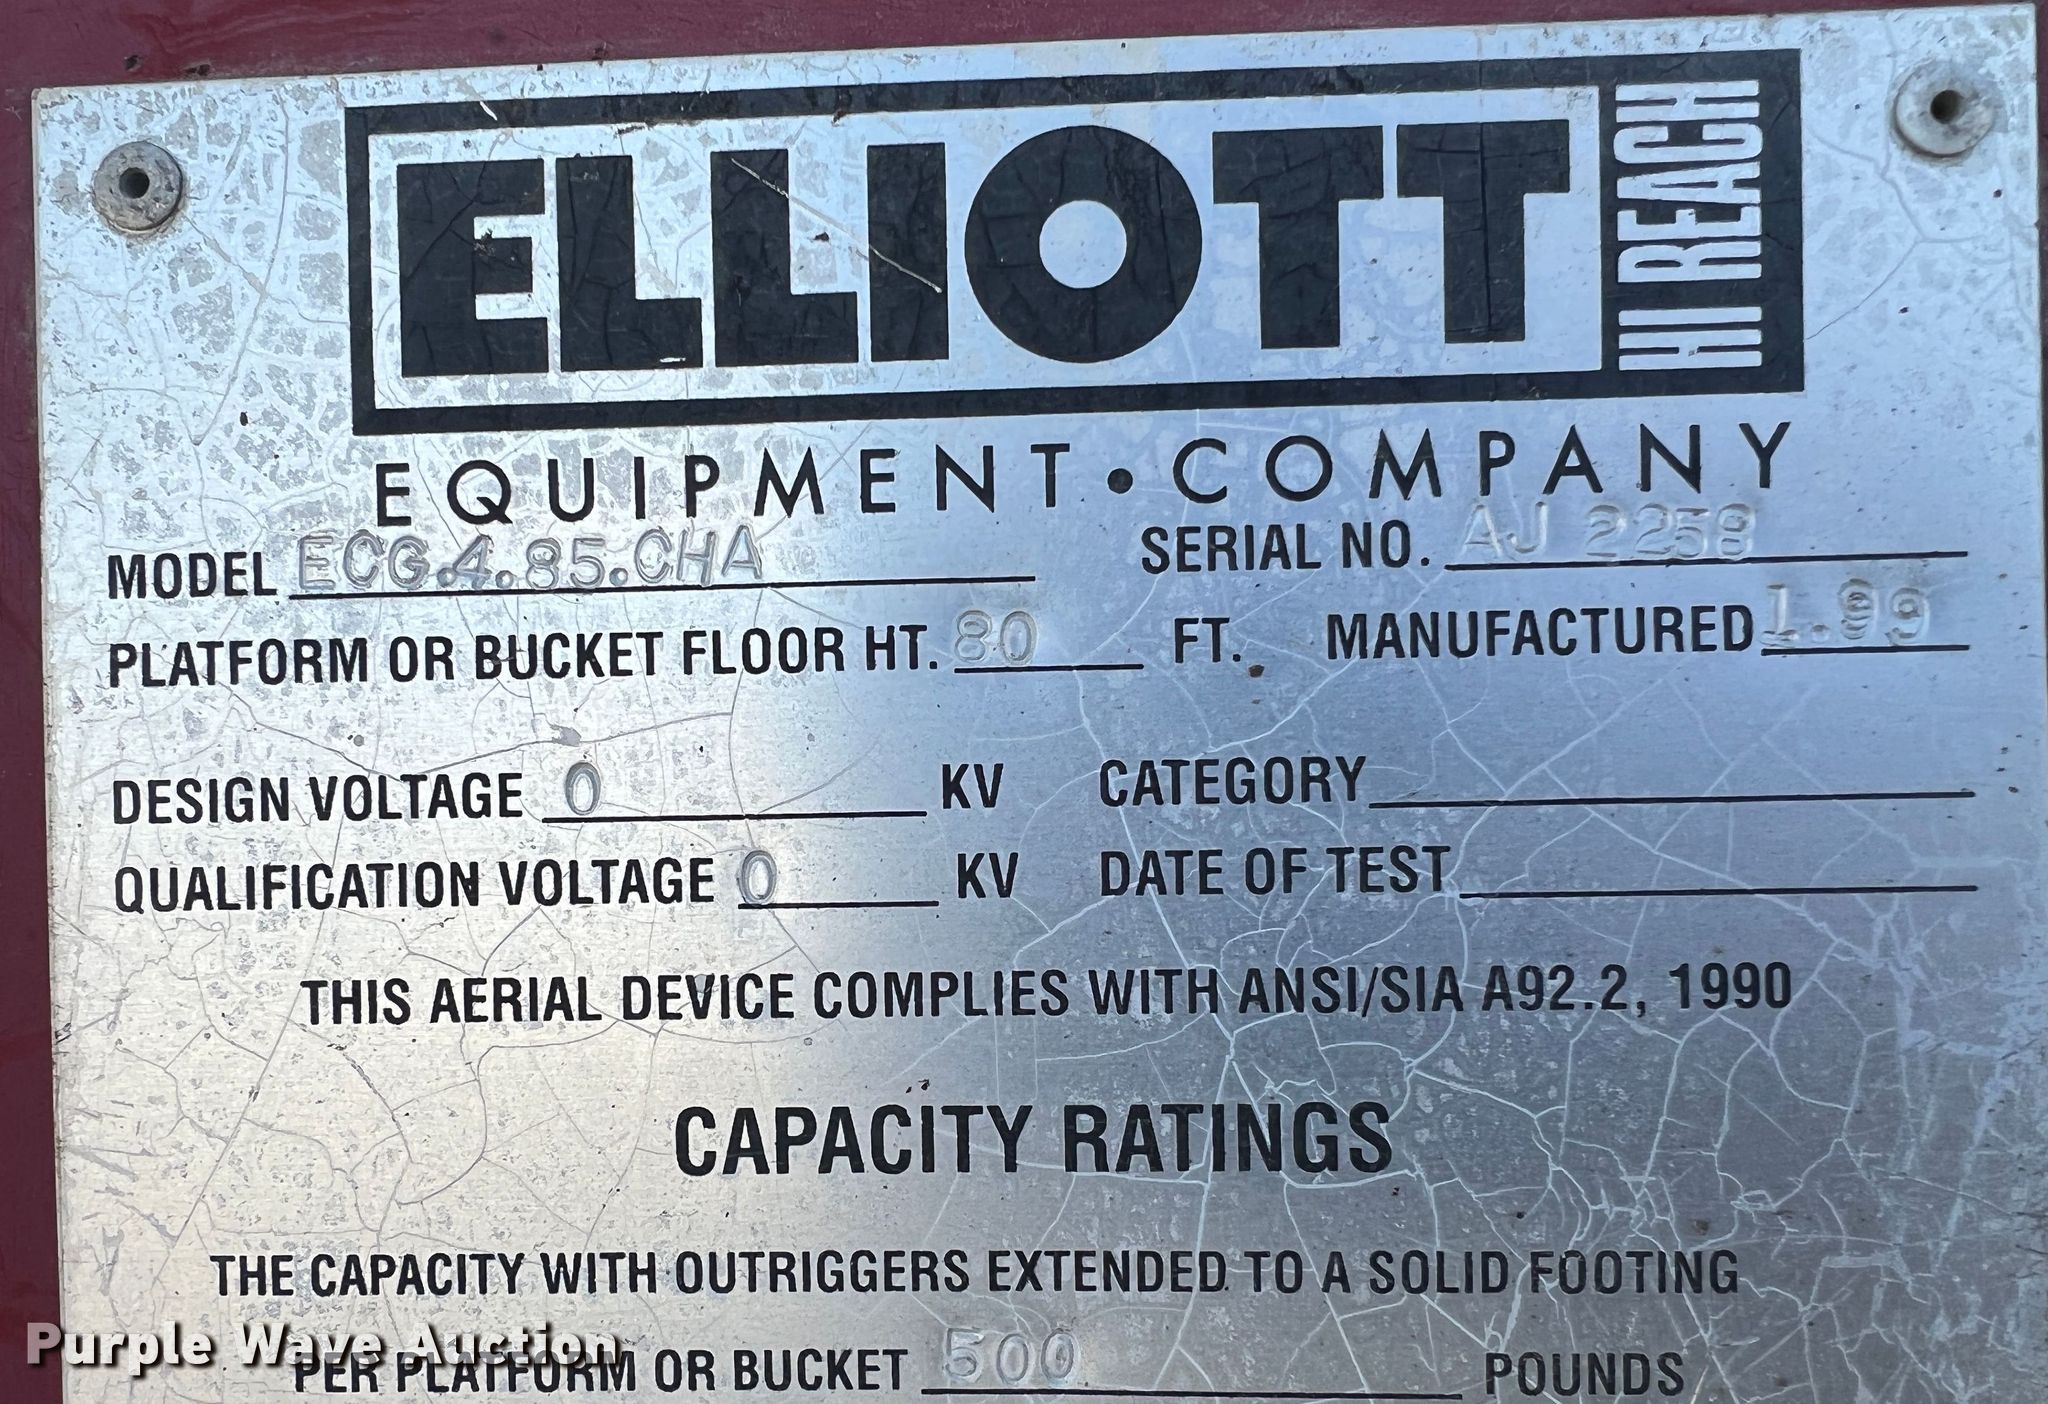 ELLIOTT HI REACH
EQUIPMENT • COMPANY
MODEL ECG.4.85.CHA SERIAL NO. AJ 2258
PLATFORM OR BUCKET FLOOR HT. 80 FT. MANUFACTURED 1.99
DESIGN VOLTAGE 0 KV CATEGORY
QUALIFICATION VOLTAGE 0 KV DATE OF TEST
THIS AERIAL DEVICE COMPLIES WITH ANSI/SIA A92.2, 1990
CAPACITY RATINGS
THE CAPACITY WITH OUTRIGGERS EXTENDED TO A SOLID FOOTING
PER PLATFORM OR BUCKET 500 POUNDS
Purple Wave Auction